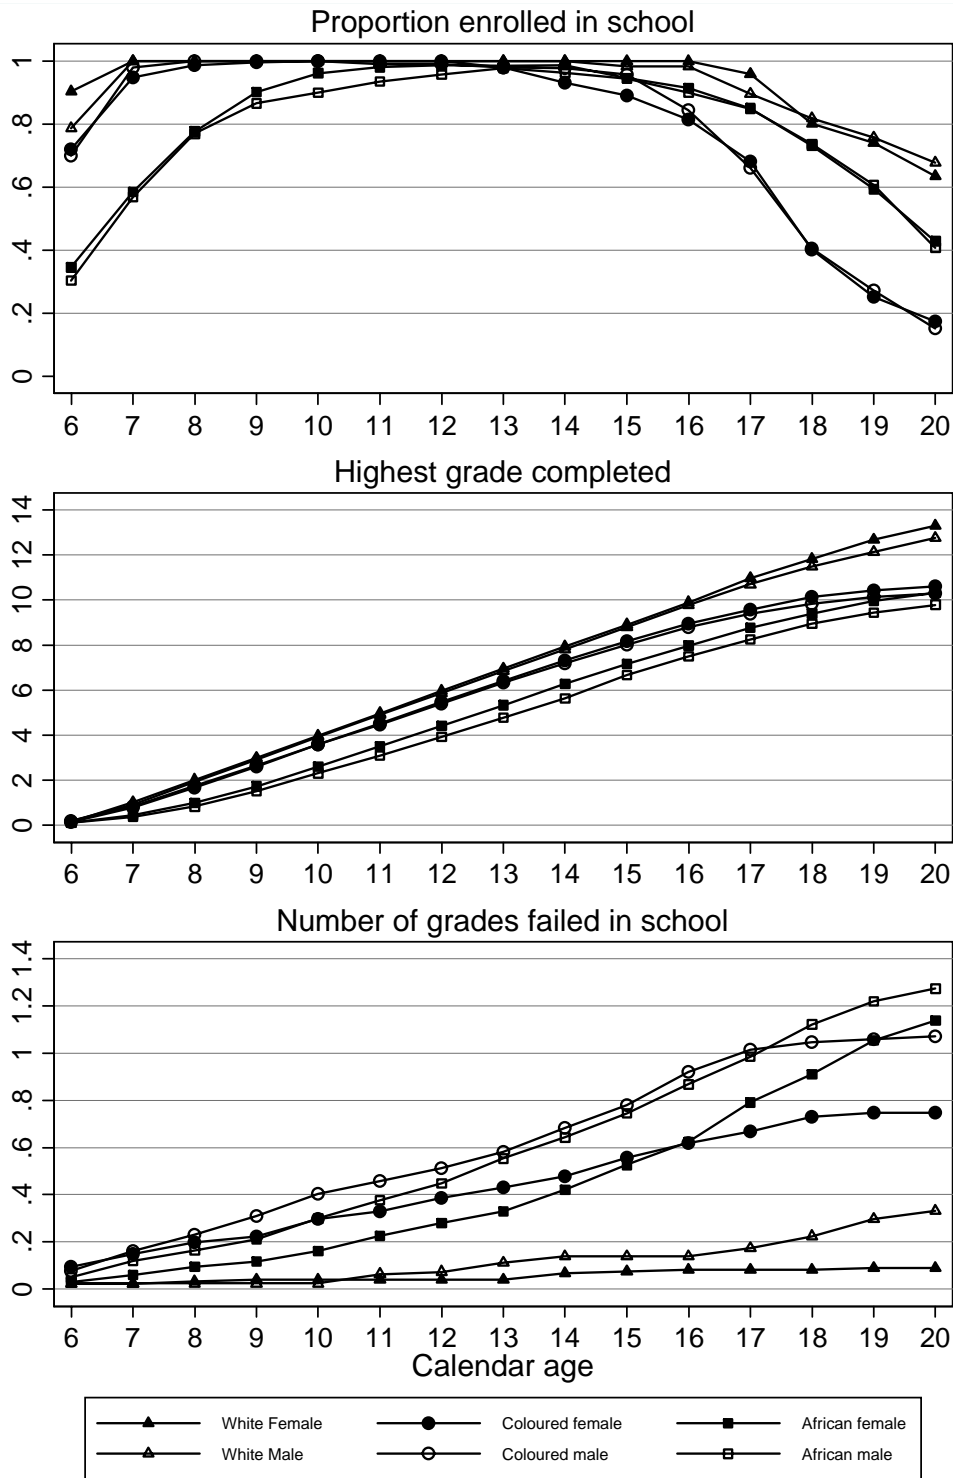 Proportion enrolled in school
1
.8
.6
.4
.2
0
6 7 8 9 10 11 12 13 14 15 16 17 18 19 20
Highest grade completed
14
12
10
8
6
4
2
0
6 7 8 9 10 11 12 13 14 15 16 17 18 19 20
Number of grades failed in school
1.4
1.2
1
.8
.6
.4
.2
0
6 7 8 9 10 11 12 13 14 15 16 17 18 19 20
Calendar age
White Female Coloured female African female
White Male Coloured male African male